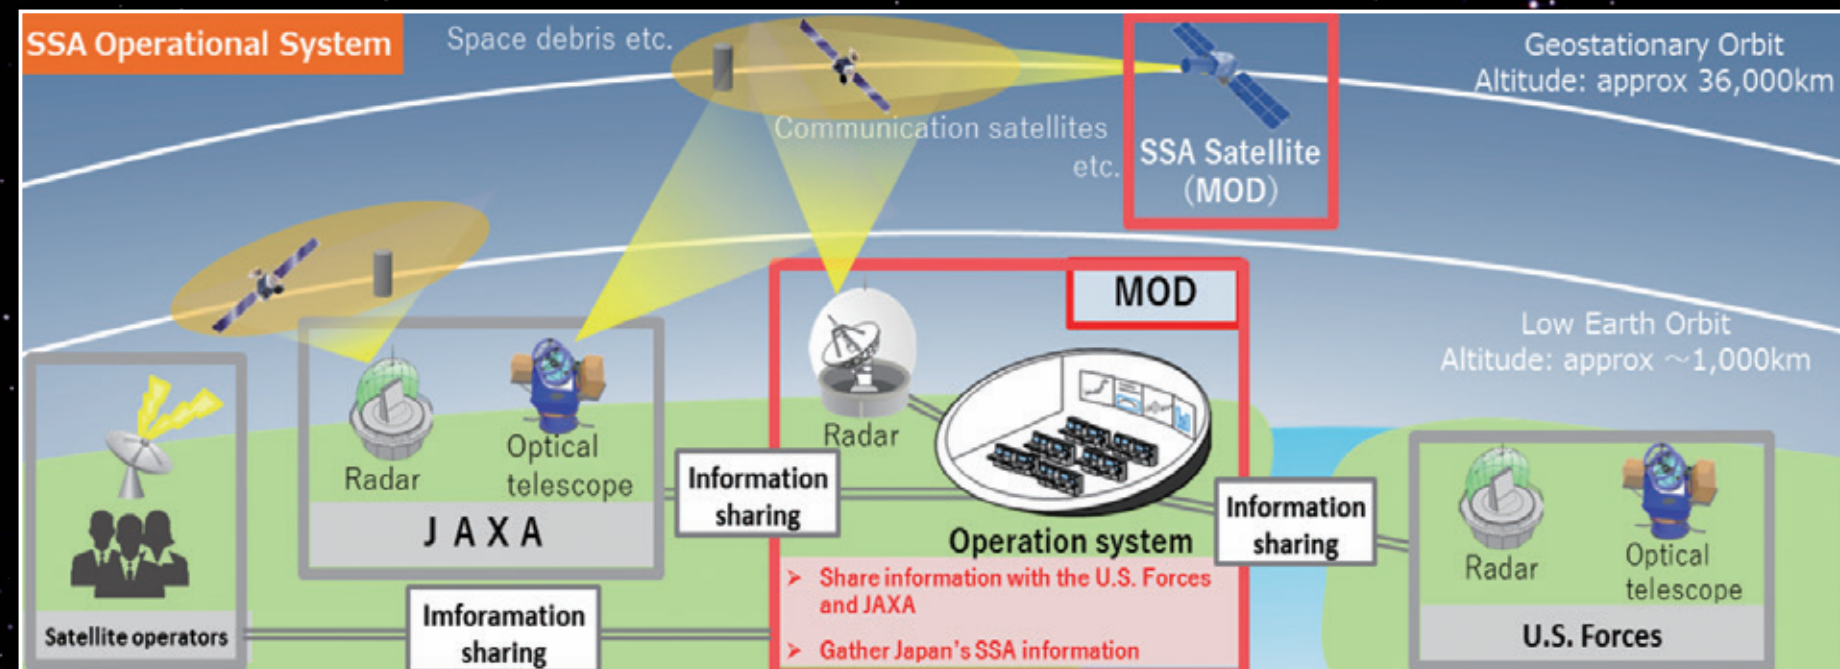 SSA Operational System
Space debris etc.
Geostationary Orbit
Altitude: approx 36,000km
Communication satellites
etc.
SSA Satellite
(MOD)
MOD
Low Earth Orbit
Altitude: approx ～1,000km
Radar
Optical
telescope
JAXA
Information
sharing
Radar
Operation system
Information
sharing
Radar
Optical
telescope
U.S. Forces
➢ Share information with the U.S. Forces
and JAXA
➢ Gather Japan's SSA information
Satellite operators
Imforamation
sharing